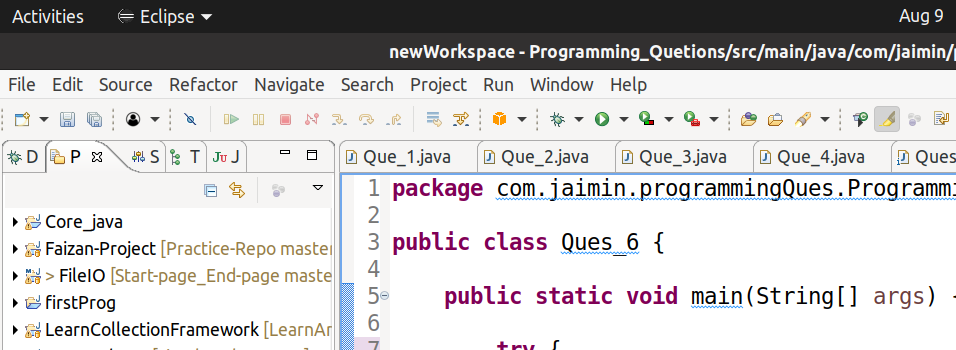 Activities Eclipse Aug 9
newWorkspace - Programming_Quetions/src/main/java/com/jaimin/
File Edit Source Refactor Navigate Search Project Run Window Help
D P S T J Que_1.java Que_2.java Que_3.java Que_4.java Ques
1 package com.jaimin.programmingQues.Programmi
2
3 public class Ques_6 {
4
5 public static void main(String[] args)
6
7 try {
Core_java
Faizan-Project [Practice-Repo master
> FileIO [Start-page_End-page maste
firstProg
LearnCollectionFramework [LearnAr